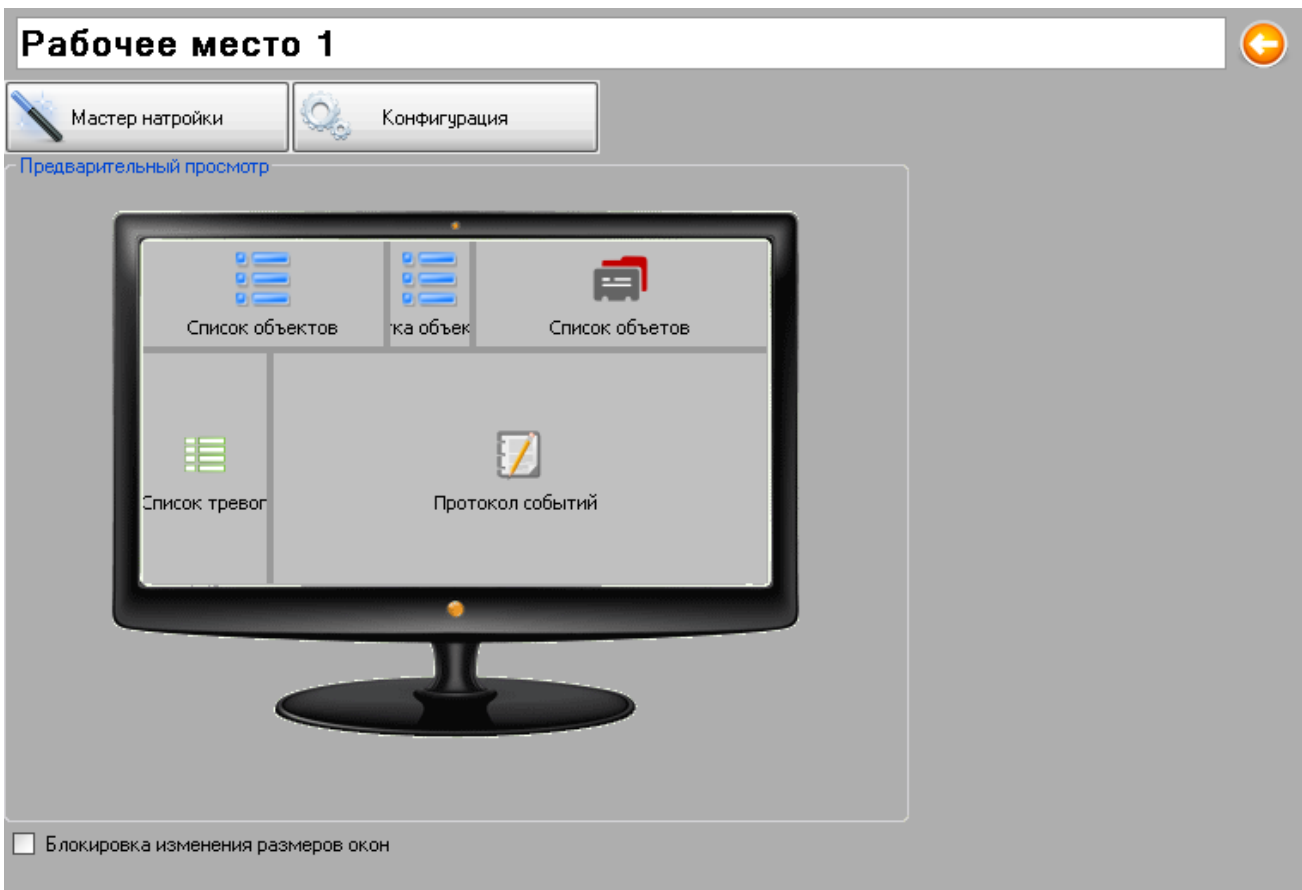 Рабочее место 1
Мастер натройки
Конфигурация
Предварительный просмотр
Список объектов
ка объек
Список объетов
Список тревог
Протокол событий
Блокировка изменения размеров окон